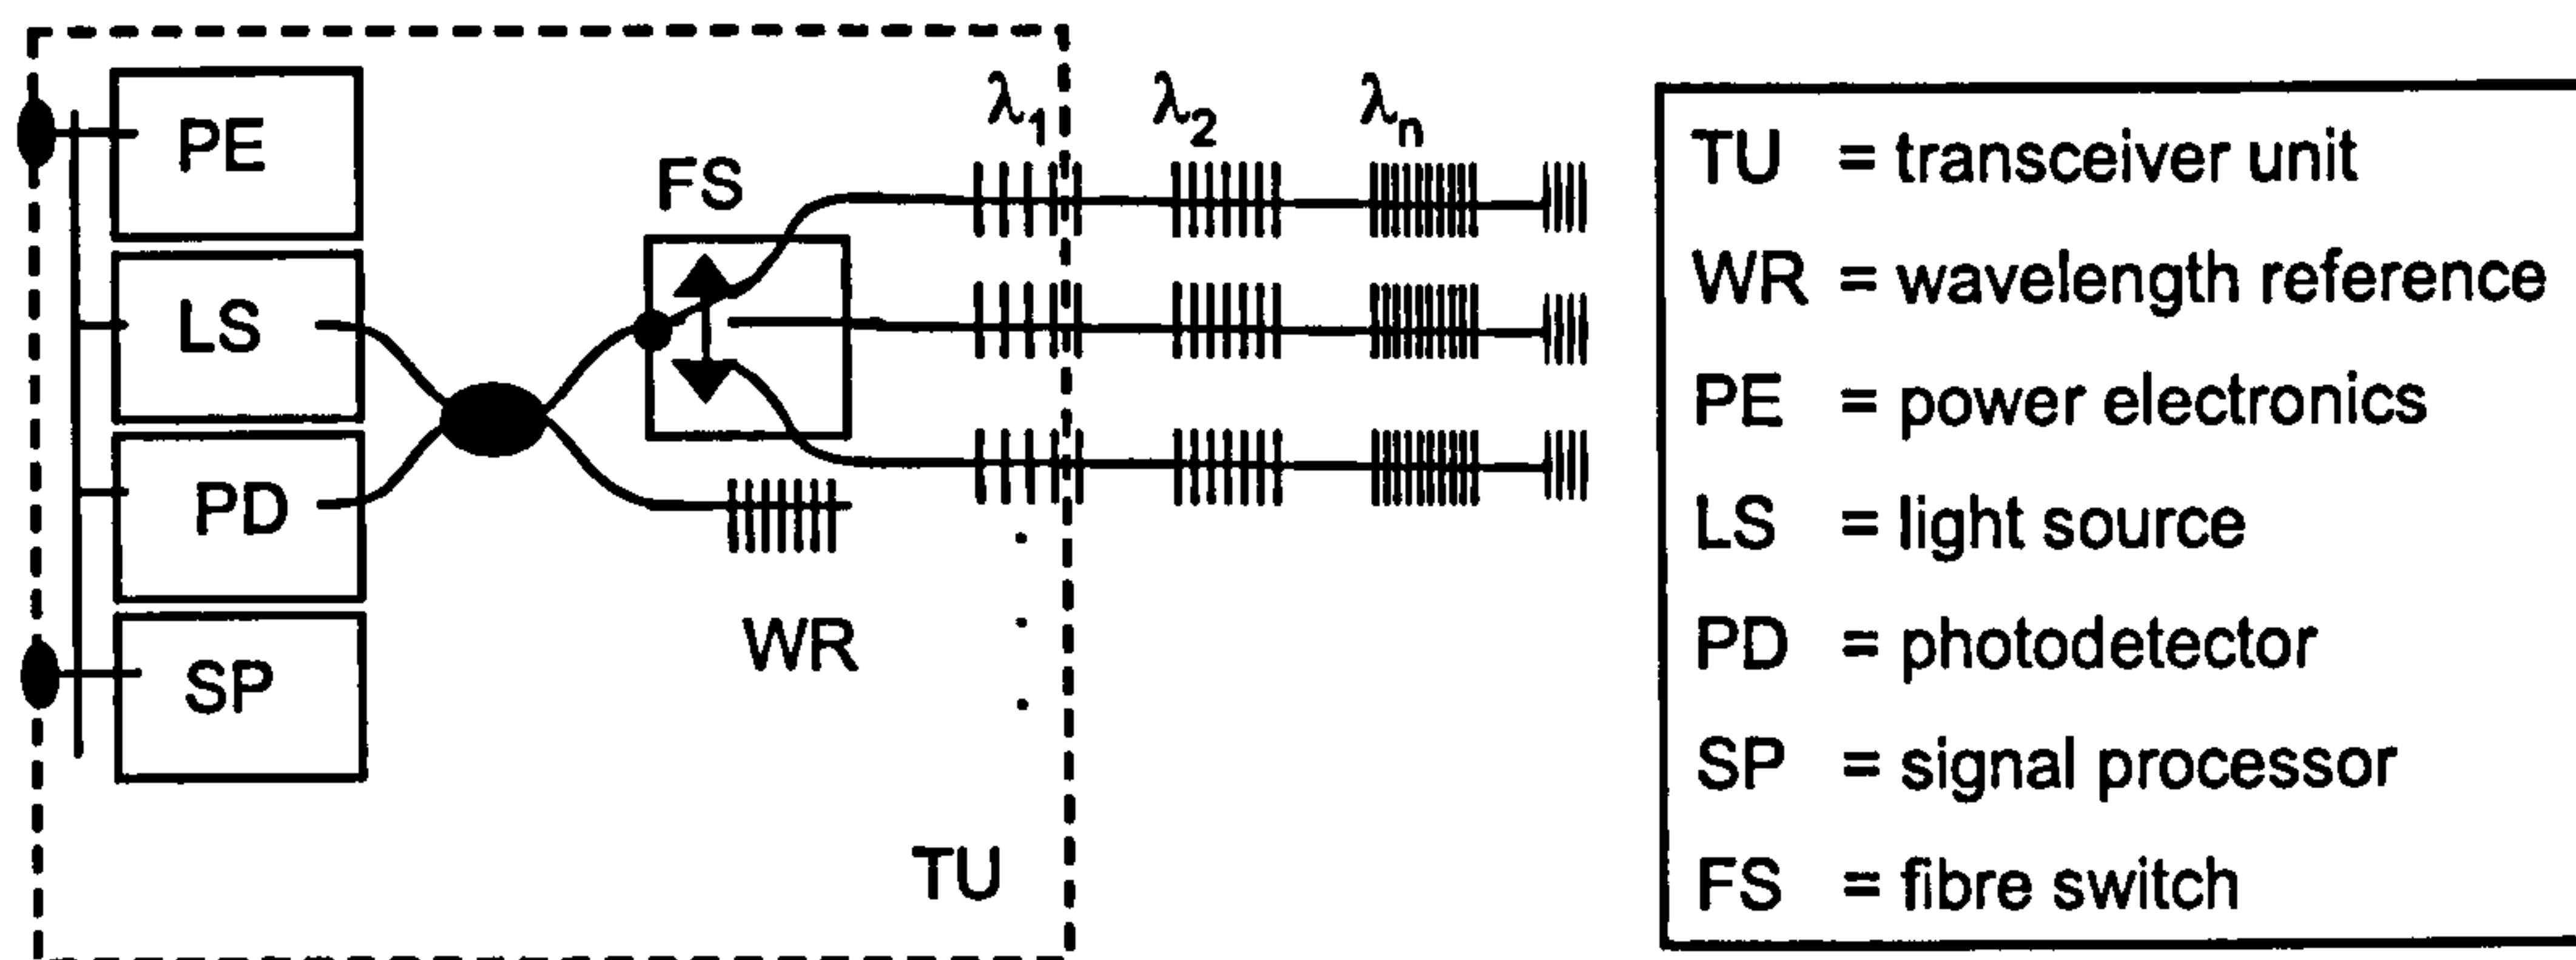 PE
LS
PD
SP
FS
λ₁ λ₂ λₙ
WR
TU
TU = transceiver unit
WR = wavelength reference
PE = power electronics
LS = light source
PD = photodetector
SP = signal processor
FS = fibre switch